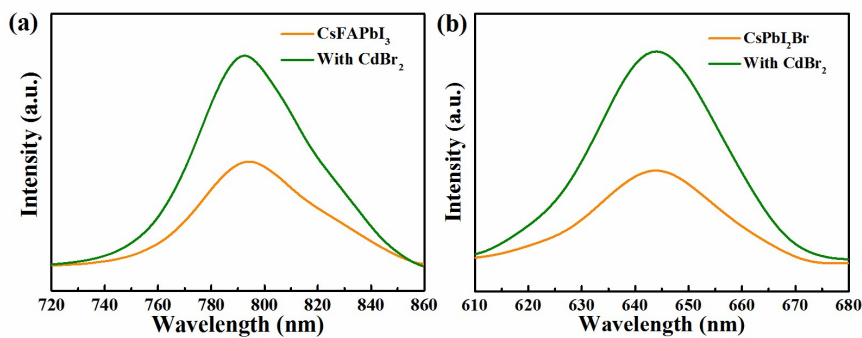 (a)
CsFAPbI₃
With CdBr₂
Intensity (a.u.)
720 740 760 780 800 820 840 860
Wavelength (nm)
(b)
CsPbI₂Br
With CdBr₂
Intensity (a.u.)
610 620 630 640 650 660 670 680
Wavelength (nm)